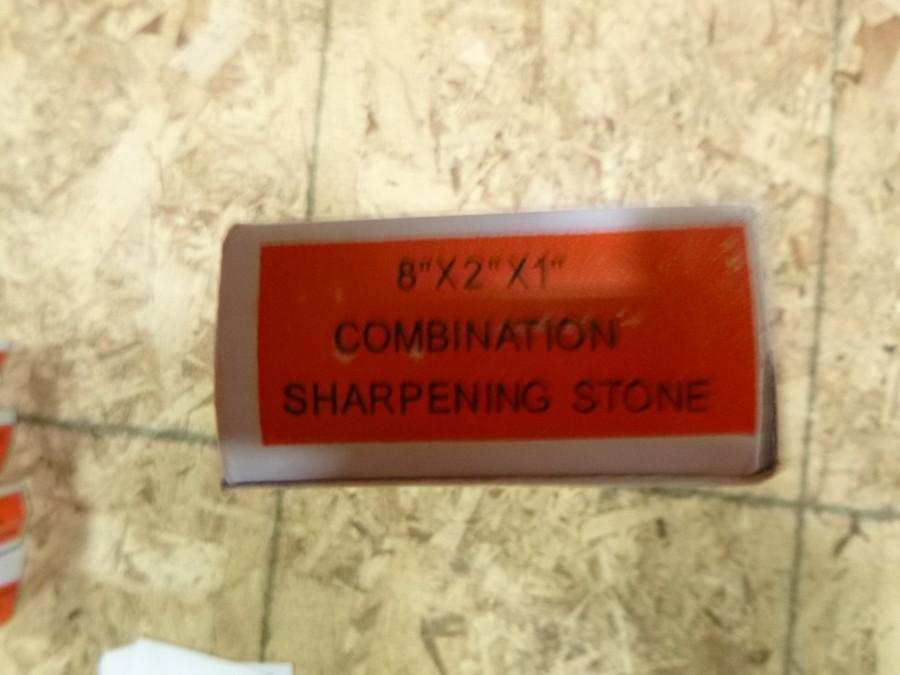 8"X2"X1"
COMBINATION
SHARPENING STONE